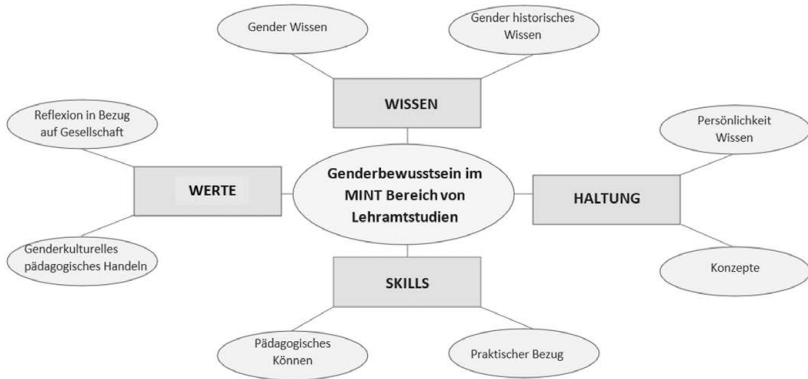 Gender Wissen
Gender historisches
Wissen
WISSEN
Reflexion in Bezug
auf Gesellschaft
Persönlichkeit
Wissen
WERTE
Genderbewusstsein im
MINT Bereich von
Lehramtstudien
HALTUNG
Genderkulturelles
pädagogisches Handeln
Konzepte
SKILLS
Pädagogisches
Können
Praktischer Bezug